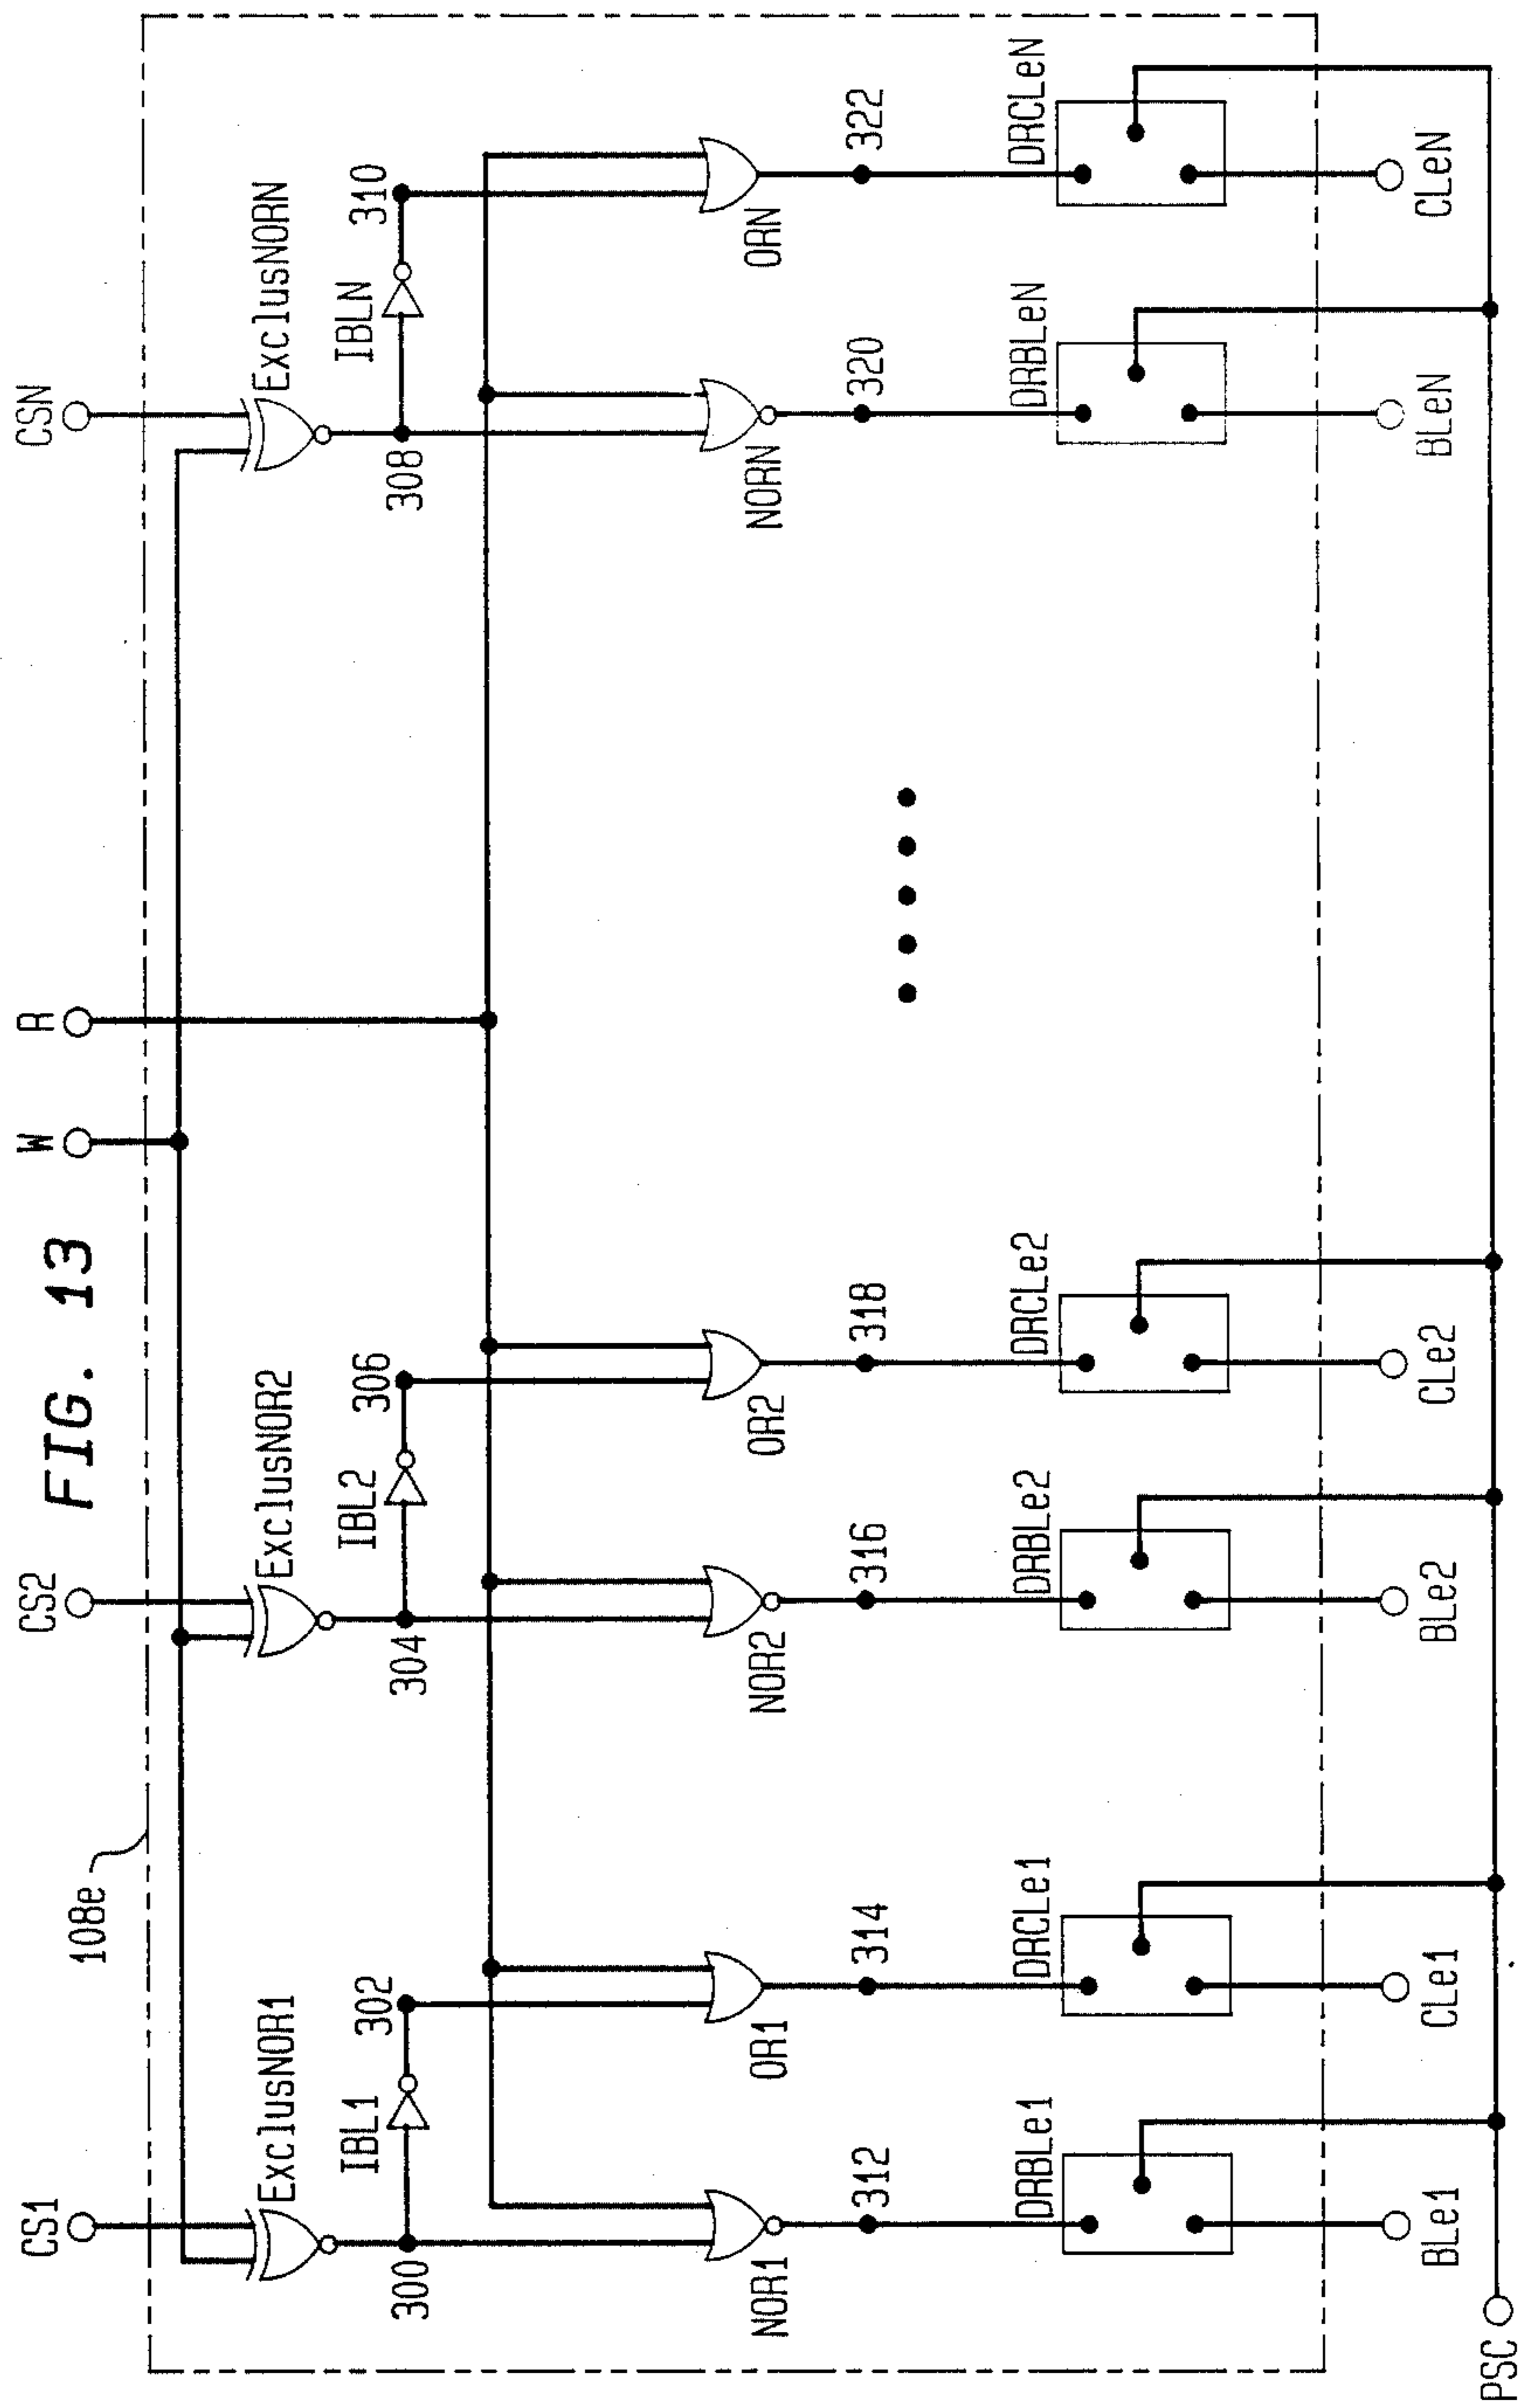 FIG. 13
CS1
CS2
W
R
CSN
108e
ExclusNOR1
ExclusNOR2
ExclusNORN
IBL1
302
IBL2
306
IBLN
310
300
304
308
NOR1
OR1
NOR2
OR2
NORN
ORN
312
314
316
318
320
322
DRBLe1
DRCLe1
DRBLe2
DRCLe2
DRBLeN
DRCLeN
BLe1
CLe1
BLe2
CLe2
BLeN
CLeN
PSC